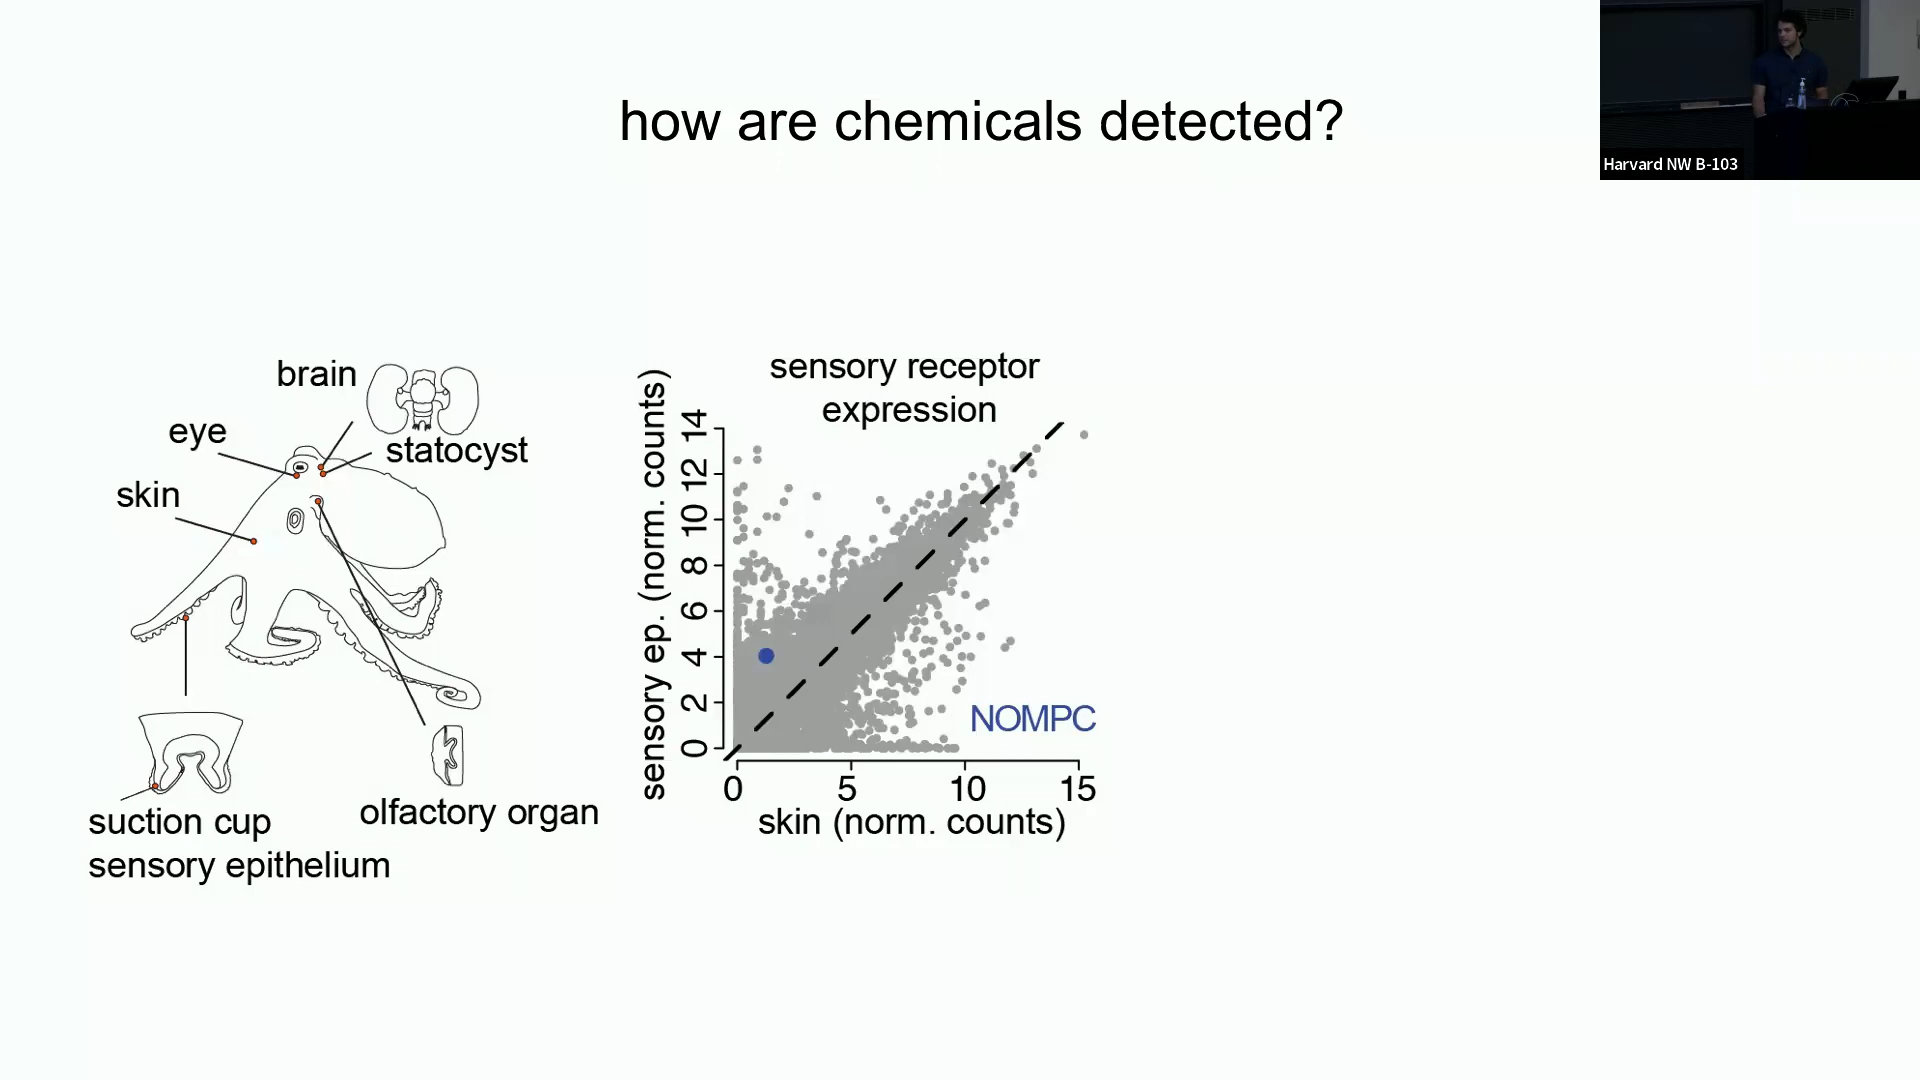 how are chemicals detected?
Harvard NW B-103
brain
eye
statocyst
skin
suction cup
sensory epithelium
olfactory organ
sensory receptor
expression
sensory ep. (norm. counts)
14
12
10
8
6
4
2
0
NOMPC
0 5 10 15
skin (norm. counts)